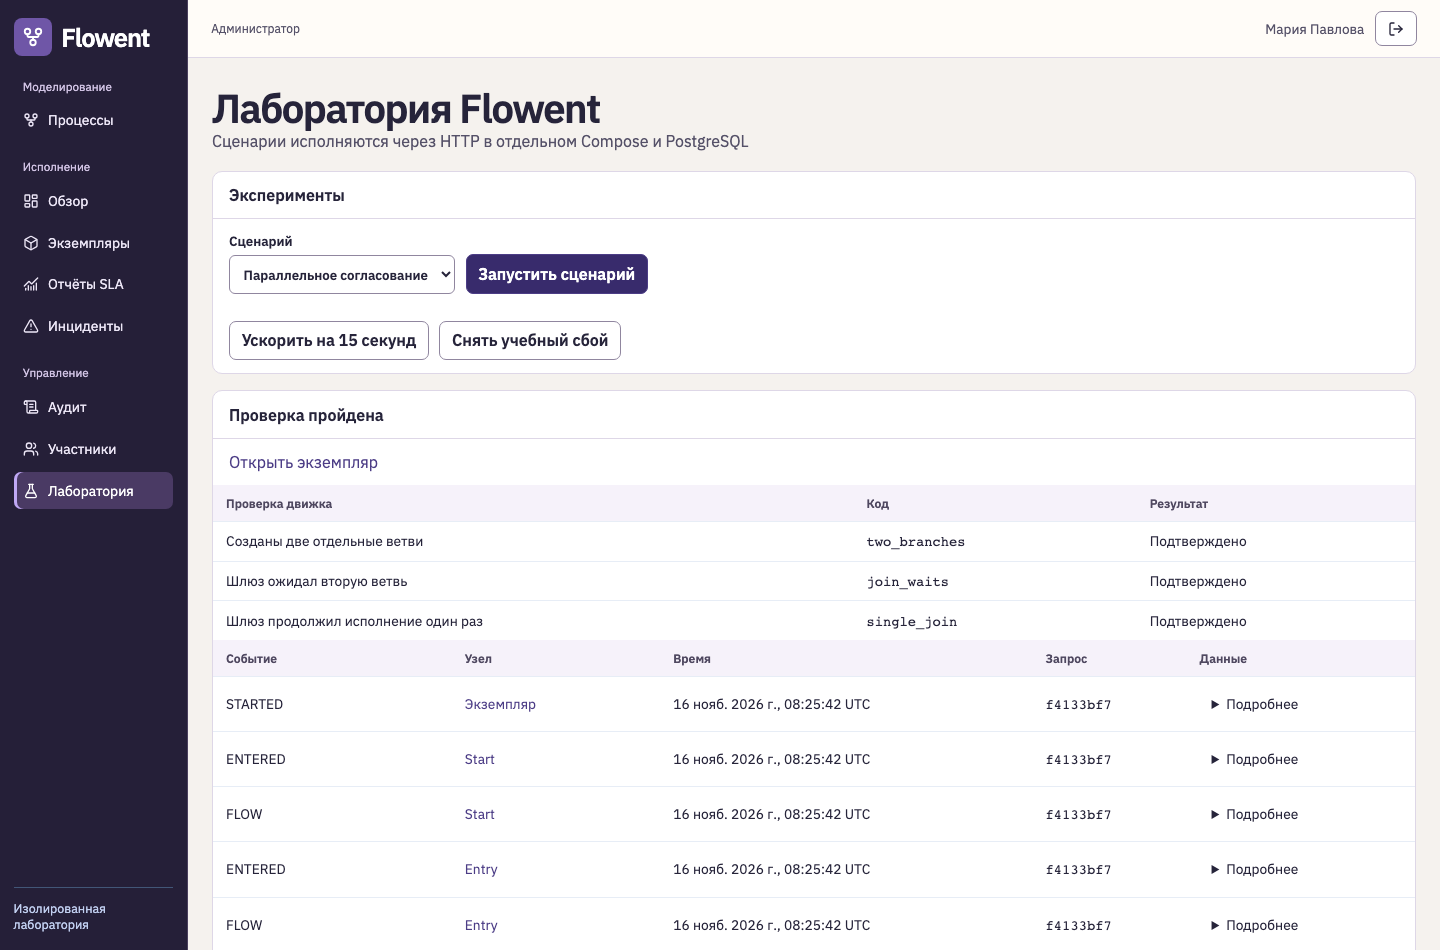 Flowent
Моделирование
Процессы
Исполнение
Обзор
Экземпляры
Отчёты SLA
Инциденты
Управление
Аудит
Участники
Лаборатория
Изолированная
лаборатория
Администратор
Мария Павлова
Лаборатория Flowent
Сценарии исполняются через HTTP в отдельном Compose и PostgreSQL
Эксперименты
Сценарий
Параллельное согласование
Запустить сценарий
Ускорить на 15 секунд
Снять учебный сбой
Проверка пройдена
Открыть экземпляр
Проверка движка Код Результат
Созданы две отдельные ветви two_branches Подтверждено
Шлюз ожидал вторую ветвь join_waits Подтверждено
Шлюз продолжил исполнение один раз single_join Подтверждено
Событие Узел Время Запрос Данные
STARTED Экземпляр 16 нояб. 2026 г., 08:25:42 UTC f4133bf7 ▶ Подробнее
ENTERED Start 16 нояб. 2026 г., 08:25:42 UTC f4133bf7 ▶ Подробнее
FLOW Start 16 нояб. 2026 г., 08:25:42 UTC f4133bf7 ▶ Подробнее
ENTERED Entry 16 нояб. 2026 г., 08:25:42 UTC f4133bf7 ▶ Подробнее
FLOW Entry 16 нояб. 2026 г., 08:25:42 UTC f4133bf7 ▶ Подробнее